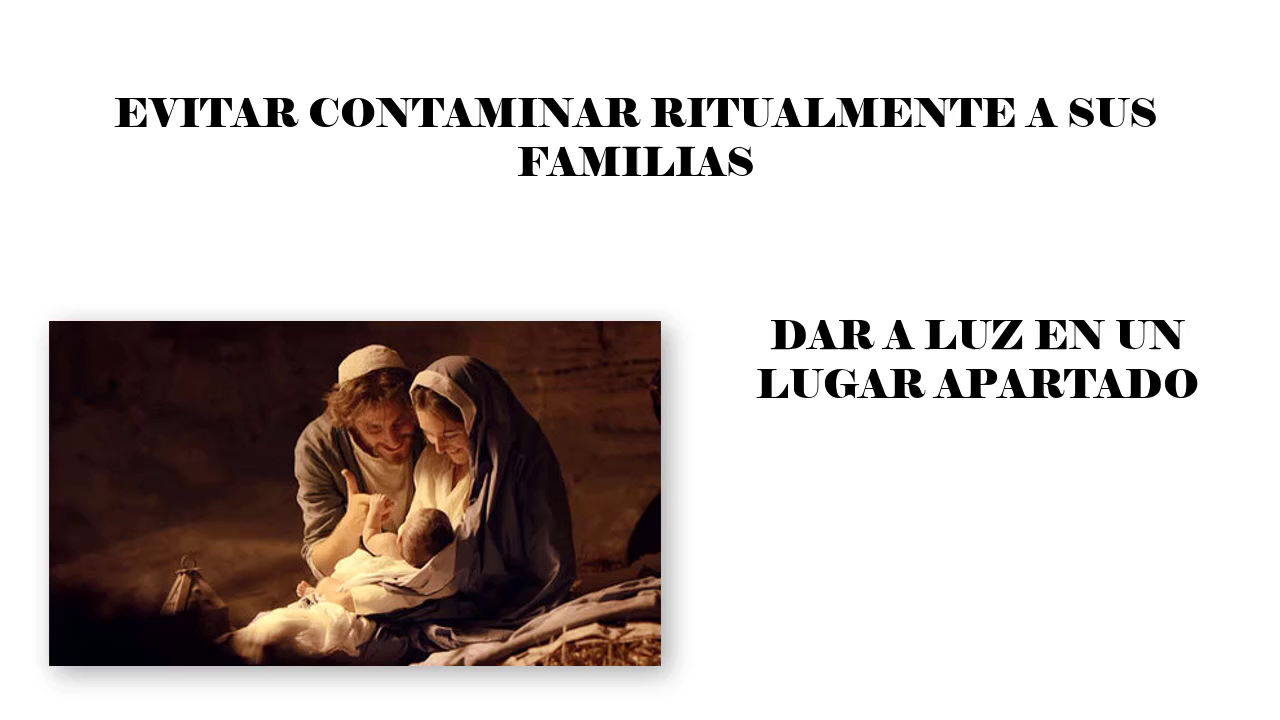 EVITAR CONTAMINAR RITUALMENTE A SUS
FAMILIAS
DAR A LUZ EN UN
LUGAR APARTADO